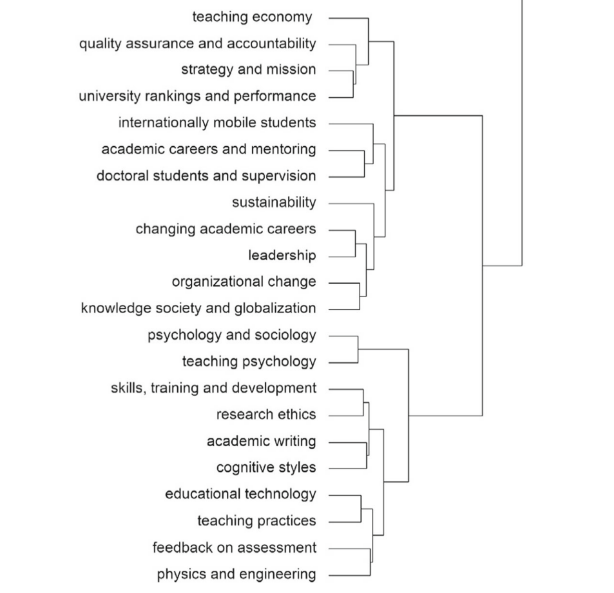 teaching economy
quality assurance and accountability
strategy and mission
university rankings and performance
internationally mobile students
academic careers and mentoring
doctoral students and supervision
sustainability
changing academic careers
leadership
organizational change
knowledge society and globalization
psychology and sociology
teaching psychology
skills, training and development
research ethics
academic writing
cognitive styles
educational technology
teaching practices
feedback on assessment
physics and engineering